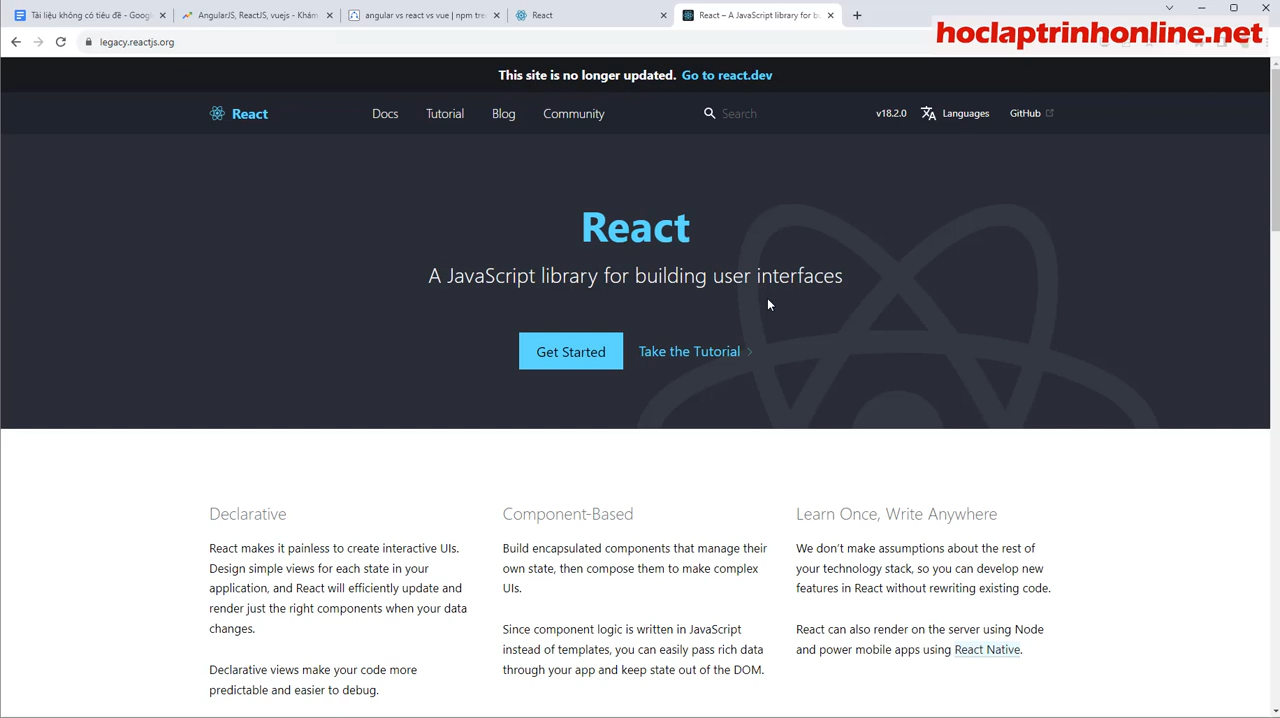 Tài liệu không có tiêu đề - Goog
AngularJS, ReactJS, vuejs - Khám
angular vs reactjs vs vue | npm tre
React
React – A JavaScript library for bu
hoclaptrinhonline.net
legacy.reactjs.org
This site is no longer updated. Go to react.dev
React
Docs
Tutorial
Blog
Community
Search
v18.2.0
Languages
GitHub
React
A JavaScript library for building user interfaces
Get Started
Take the Tutorial
Declarative
React makes it painless to create interactive UIs.
Design simple views for each state in your
application, and React will efficiently update and
render just the right components when your data
changes.
Declarative views make your code more
predictable and easier to debug.
Component-Based
Build encapsulated components that manage their
own state, then compose them to make complex
UIs.
Since component logic is written in JavaScript
instead of templates, you can easily pass rich data
through your app and keep state out of the DOM.
Learn Once, Write Anywhere
We don’t make assumptions about the rest of
your technology stack, so you can develop new
features in React without rewriting existing code.
React can also render on the server using Node
and power mobile apps using React Native.